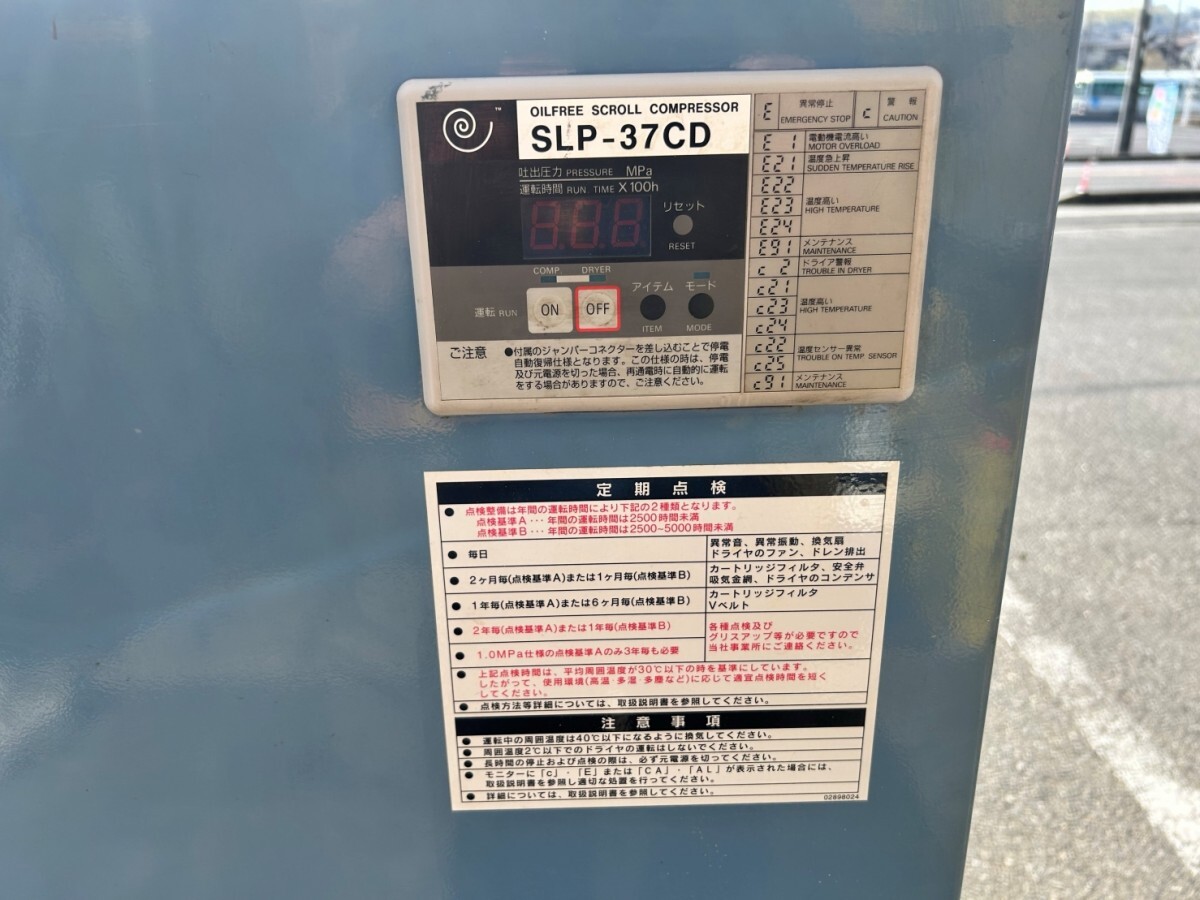 ™
OILFREE SCROLL COMPRESSOR
SLP-37CD
吐出圧力 PRESSURE MPa
運転時間 RUN TIME X 100h
リセット
RESET
COMP DRYER
運転 RUN
ON
OFF
アイテム
ITEM
モード
MODE
ご注意
●付属のジャンパーコネクターを差し込むことで停電
自動復帰仕様となります。この仕様の時は、停電
及び元電源を切った場合、再通電時に自動的に運転
をする場合がありますので、ご注意ください。
E 異常停止 EMERGENCY STOP c 警報 CAUTION
E 1 電動機電流高い MOTOR OVERLOAD
E21 温度急上昇 SUDDEN TEMPERATURE RISE
E22
E23 温度高い HIGH TEMPERATURE
E24
E91 メンテナンス MAINTENANCE
c 2 ドライア警報 TROUBLE IN DRYER
c21
c23 温度高い HIGH TEMPERATURE
c24
c22 温度センサー異常 TROUBLE ON TEMP. SENSOR
c25
c91 メンテナンス MAINTENANCE
定期点検
● 点検整備は年間の運転時間により下記の2種類となります。
点検基準A・・・年間の運転時間は2500時間未満
点検基準B・・・年間の運転時間は2500~5000時間未満
● 毎日
異常音、異常振動、換気扇
ドライヤのファン、ドレン排出
● 2ヶ月毎(点検基準A)または1ヶ月毎(点検基準B)
カートリッジフィルタ、安全弁
吸気金網、ドライヤのコンデンサ
● 1年毎(点検基準A)または6ヶ月毎(点検基準B)
カートリッジフィルタ
Vベルト
● 2年毎(点検基準A)または1年毎(点検基準B)
● 1.0MPa仕様の点検基準Aのみ3年毎も必要
各種点検及び
グリスアップ等が必要ですので
当社事業所にご連絡ください。
● 上記点検時間は、平均周囲温度が30℃以下の時を基準にしています。
したがって、使用環境(高温・多湿・多塵など)に応じて適宜点検時間を短く
してください。
● 点検方法等詳細については、取扱説明書を参照してください。
注意事項
● 運転中の周囲温度は40℃以下になるように換気してください。
● 周囲温度2℃以下でのドライヤの運転はしないでください。
● 長時間の停止および点検の際は、必ず元電源を切ってください。
● モニターに「c」・「E」または「CA」・「AL」が表示された場合には、
取扱説明書を参照し適切な処置を行ってください。
● 詳細については、取扱説明書を参照してください。
02898024